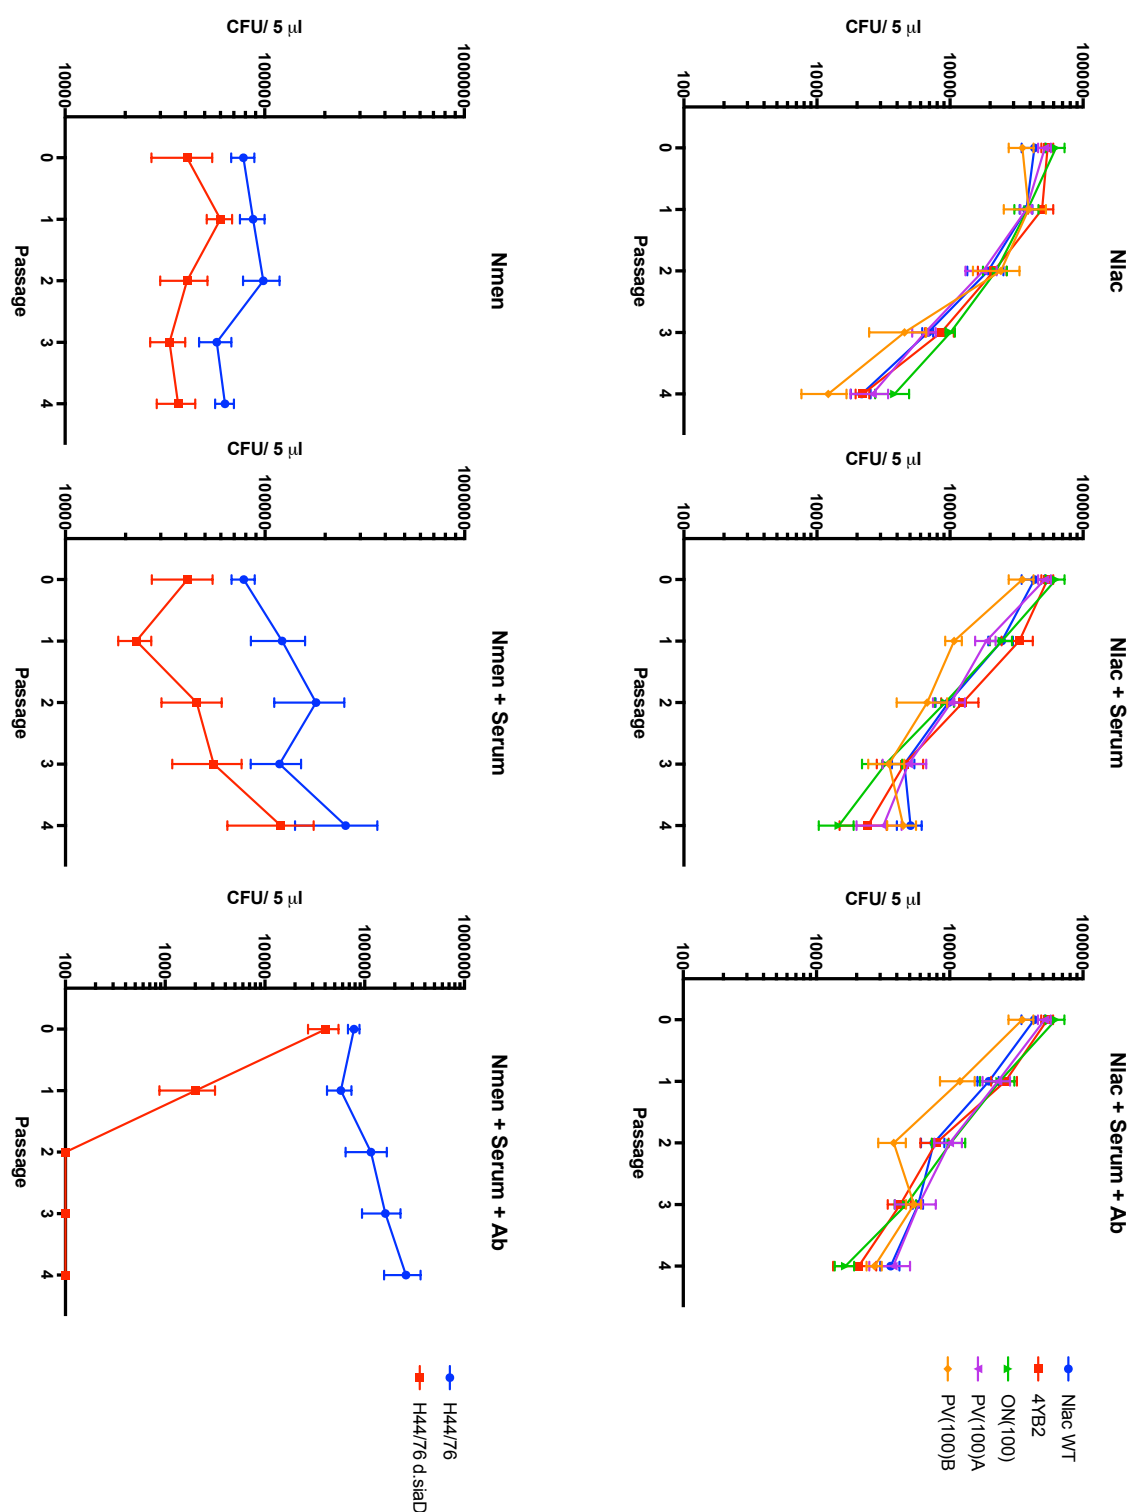 Nlac
CFU/ 5 μl
100000
10000
1000
100
0 1 2 3 4
Passage
Nlac + Serum
CFU/ 5 μl
100000
10000
1000
100
0 1 2 3 4
Passage
Nlac + Serum + Ab
CFU/ 5 μl
100000
10000
1000
100
0 1 2 3 4
Passage
Nlac WT
4YB2
ON(100)
PV(100)A
PV(100)B
Nmen
CFU/ 5 μl
1000000
100000
10000
0 1 2 3 4
Passage
Nmen + Serum
CFU/ 5 μl
1000000
100000
10000
0 1 2 3 4
Passage
Nmen + Serum + Ab
CFU/ 5 μl
1000000
100000
10000
1000
100
0 1 2 3 4
Passage
H44/76
H44/76 d.siaD